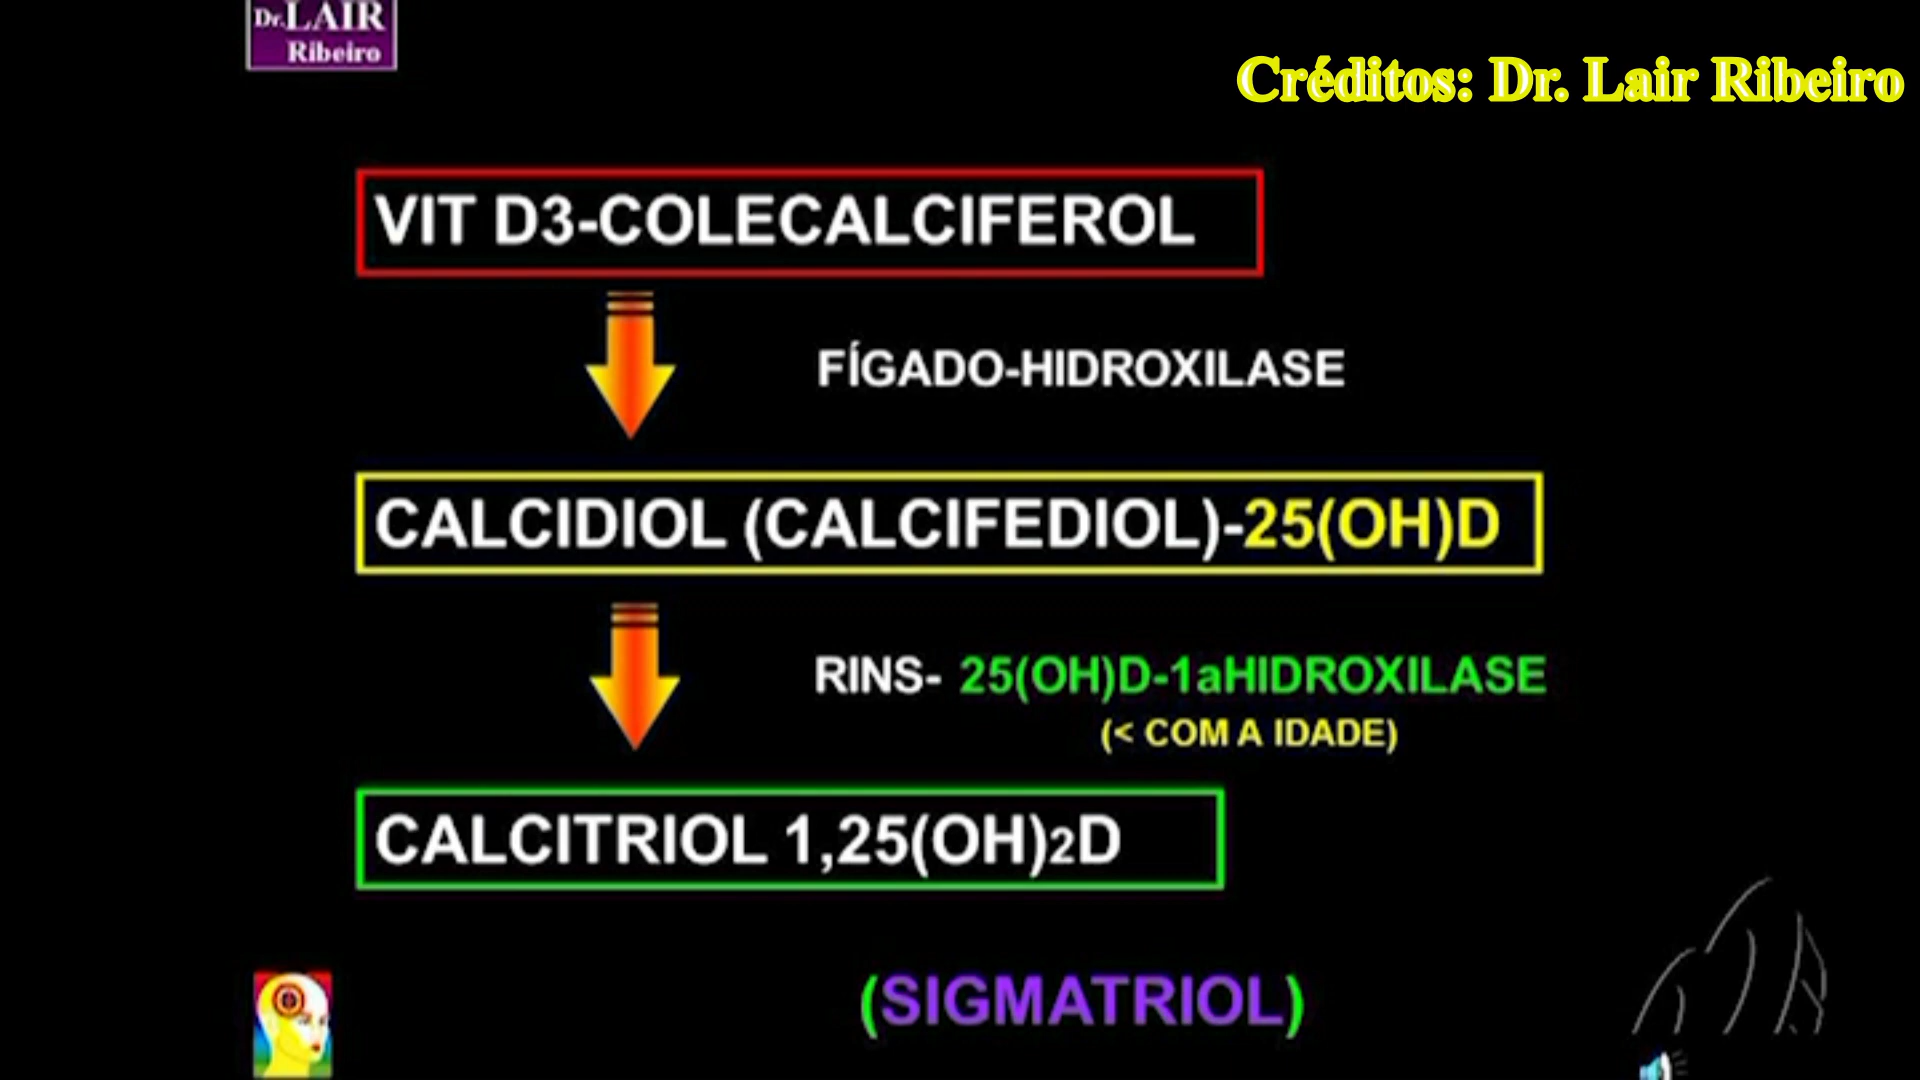 Dr. LAIR
Ribeiro
Créditos: Dr. Lair Ribeiro
VIT D3-COLECALCIFEROL
FÍGADO-HIDROXILASE
CALCIDIOL (CALCIFEDIOL)-25(OH)D
RINS- 25(OH)D-1aHIDROXILASE
(< COM A IDADE)
CALCITRIOL 1,25(OH)2D
(SIGMATRIOL)